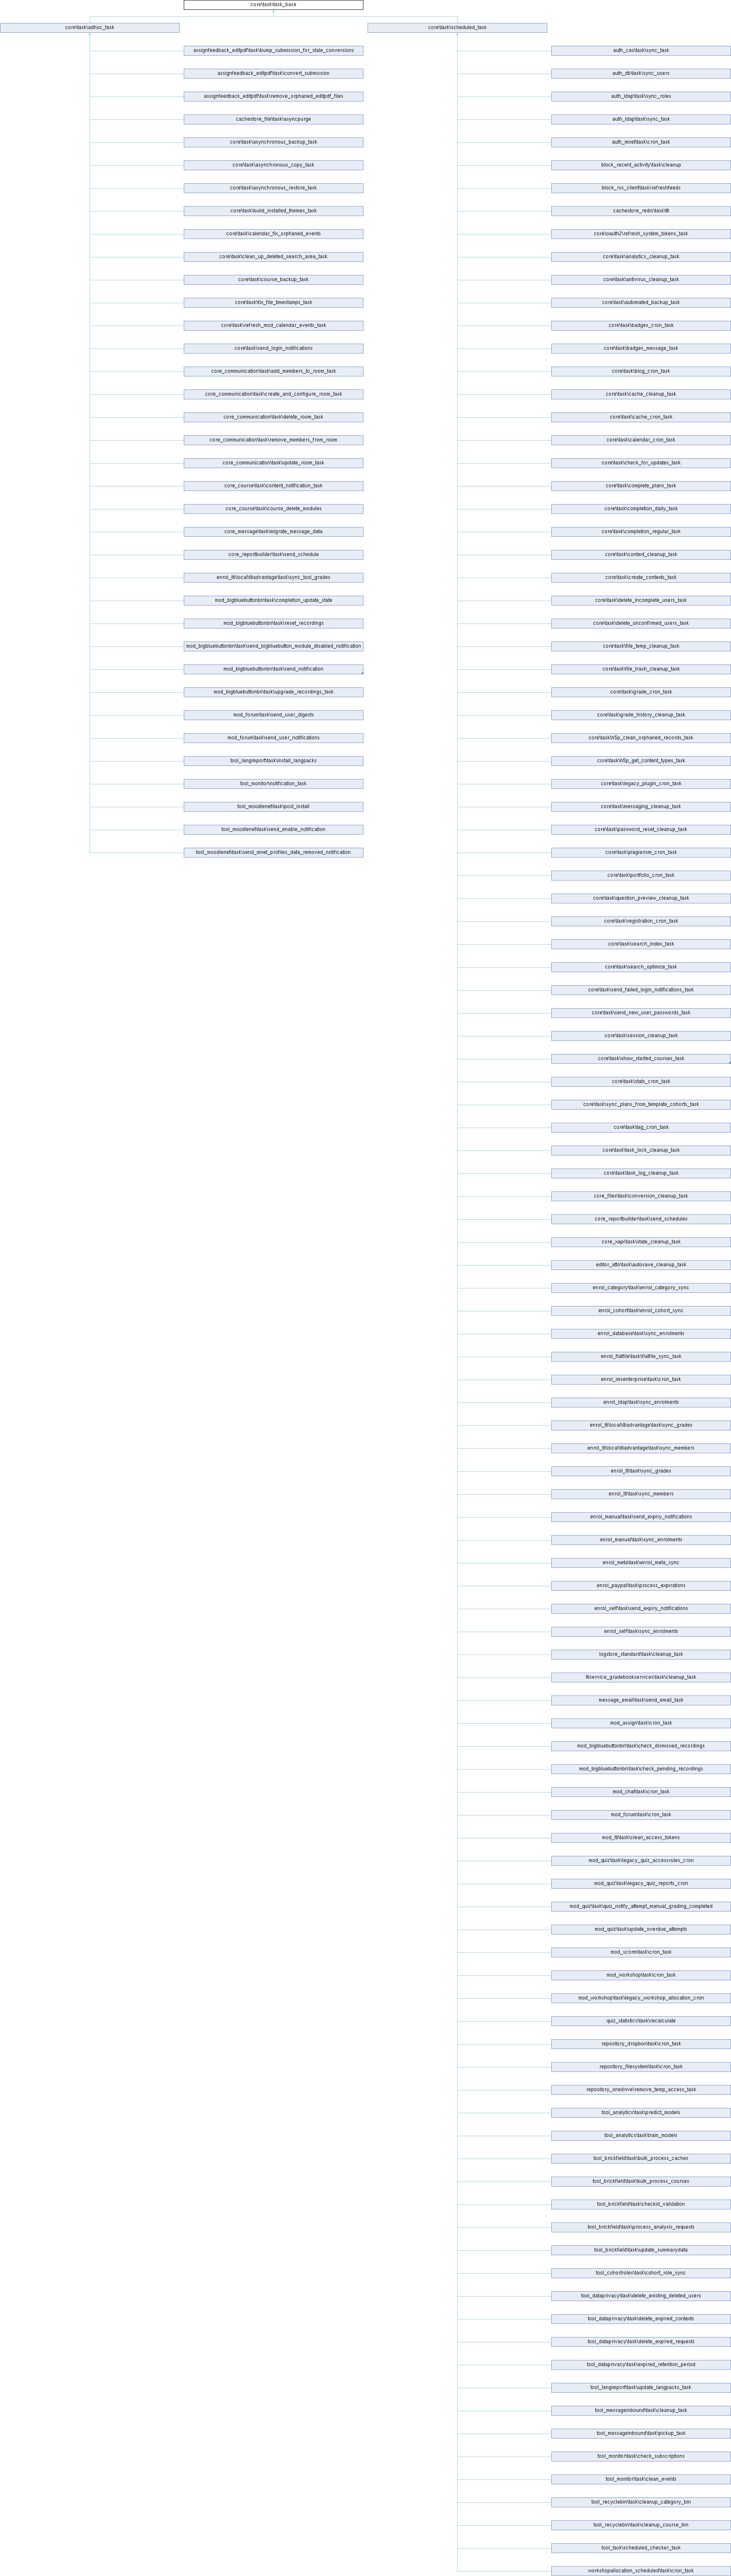 core\task\task_base
core\task\adhoc_task
core\task\scheduled_task
assignfeedback_editpdf\task\bump_submission_for_stale_conversions
assignfeedback_editpdf\task\convert_submission
assignfeedback_editpdf\task\remove_orphaned_editpdf_files
cachestore_file\task\asyncpurge
core\task\asynchronous_backup_task
core\task\asynchronous_copy_task
core\task\asynchronous_restore_task
core\task\build_installed_themes_task
core\task\calendar_fix_orphaned_events
core\task\clean_up_deleted_search_area_task
core\task\course_backup_task
core\task\fix_file_timestamps_task
core\task\refresh_mod_calendar_events_task
core\task\send_login_notifications
core_communication\task\add_members_to_room_task
core_communication\task\create_and_configure_room_task
core_communication\task\delete_room_task
core_communication\task\remove_members_from_room
core_communication\task\update_room_task
core_course\task\content_notification_task
core_course\task\course_delete_modules
core_message\task\migrate_message_data
core_reportbuilder\task\send_schedule
enrol_lti\local\ltiadvantage\task\sync_tool_grades
mod_bigbluebuttonbn\task\completion_update_state
mod_bigbluebuttonbn\task\reset_recordings
mod_bigbluebuttonbn\task\send_bigbluebutton_module_disabled_notification
mod_bigbluebuttonbn\task\send_notification
mod_bigbluebuttonbn\task\upgrade_recordings_task
mod_forum\task\send_user_digests
mod_forum\task\send_user_notifications
tool_langimport\task\install_langpacks
tool_monitor\notification_task
tool_moodlenet\task\post_install
tool_moodlenet\task\send_enable_notification
tool_moodlenet\task\send_mnet_profiles_data_removed_notification
auth_cas\task\sync_task
auth_db\task\sync_users
auth_ldap\task\sync_roles
auth_ldap\task\sync_task
auth_mnet\task\cron_task
block_recent_activity\task\cleanup
block_rss_client\task\refreshfeeds
cachestore_redis\task\ttl
core\oauth2\refresh_system_tokens_task
core\task\analytics_cleanup_task
core\task\antivirus_cleanup_task
core\task\automated_backup_task
core\task\badges_cron_task
core\task\badges_message_task
core\task\blog_cron_task
core\task\cache_cleanup_task
core\task\cache_cron_task
core\task\calendar_cron_task
core\task\check_for_updates_task
core\task\complete_plans_task
core\task\completion_daily_task
core\task\completion_regular_task
core\task\context_cleanup_task
core\task\create_contexts_task
core\task\delete_incomplete_users_task
core\task\delete_unconfirmed_users_task
core\task\file_temp_cleanup_task
core\task\file_trash_cleanup_task
core\task\grade_cron_task
core\task\grade_history_cleanup_task
core\task\h5p_clean_orphaned_records_task
core\task\h5p_get_content_types_task
core\task\legacy_plugin_cron_task
core\task\messaging_cleanup_task
core\task\password_reset_cleanup_task
core\task\plagiarism_cron_task
core\task\portfolio_cron_task
core\task\question_preview_cleanup_task
core\task\registration_cron_task
core\task\search_index_task
core\task\search_optimize_task
core\task\send_failed_login_notifications_task
core\task\send_new_user_passwords_task
core\task\session_cleanup_task
core\task\show_started_courses_task
core\task\stats_cron_task
core\task\sync_plans_from_template_cohorts_task
core\task\tag_cron_task
core\task\task_lock_cleanup_task
core\task\task_log_cleanup_task
core_files\task\conversion_cleanup_task
core_reportbuilder\task\send_schedules
core_xapi\task\state_cleanup_task
editor_atto\task\autosave_cleanup_task
enrol_category\task\enrol_category_sync
enrol_cohort\task\enrol_cohort_sync
enrol_database\task\sync_enrolments
enrol_flatfile\task\flatfile_sync_task
enrol_imsenterprise\task\cron_task
enrol_ldap\task\sync_enrolments
enrol_lti\local\ltiadvantage\task\sync_grades
enrol_lti\local\ltiadvantage\task\sync_members
enrol_lti\task\sync_grades
enrol_lti\task\sync_members
enrol_manual\task\send_expiry_notifications
enrol_manual\task\sync_enrolments
enrol_meta\task\enrol_meta_sync
enrol_paypal\task\process_expirations
enrol_self\task\send_expiry_notifications
enrol_self\task\sync_enrolments
logstore_standard\task\cleanup_task
ltiservice_gradebookservices\task\cleanup_task
message_email\task\send_email_task
mod_assign\task\cron_task
mod_bigbluebuttonbn\task\check_dismissed_recordings
mod_bigbluebuttonbn\task\check_pending_recordings
mod_chat\task\cron_task
mod_forum\task\cron_task
mod_lti\task\clean_access_tokens
mod_quiz\task\legacy_quiz_accessrules_cron
mod_quiz\task\legacy_quiz_reports_cron
mod_quiz\task\quiz_notify_attempt_manual_grading_completed
mod_quiz\task\update_overdue_attempts
mod_scorm\task\cron_task
mod_workshop\task\cron_task
mod_workshop\task\legacy_workshop_allocation_cron
quiz_statistics\task\recalculate
repository_dropbox\task\cron_task
repository_filesystem\task\cron_task
repository_onedrive\remove_temp_access_task
tool_analytics\task\predict_models
tool_analytics\task\train_models
tool_brickfield\task\bulk_process_caches
tool_brickfield\task\bulk_process_courses
tool_brickfield\task\checkid_validation
tool_brickfield\task\process_analysis_requests
tool_brickfield\task\update_summarydata
tool_cohortroles\task\cohort_role_sync
tool_dataprivacy\task\delete_existing_deleted_users
tool_dataprivacy\task\delete_expired_contexts
tool_dataprivacy\task\delete_expired_requests
tool_dataprivacy\task\expired_retention_period
tool_langimport\task\update_langpacks_task
tool_messageinbound\task\cleanup_task
tool_messageinbound\task\pickup_task
tool_monitor\task\check_subscriptions
tool_monitor\task\clean_events
tool_recyclebin\task\cleanup_category_bin
tool_recyclebin\task\cleanup_course_bin
tool_task\scheduled_checker_task
workshopallocation_scheduled\task\cron_task